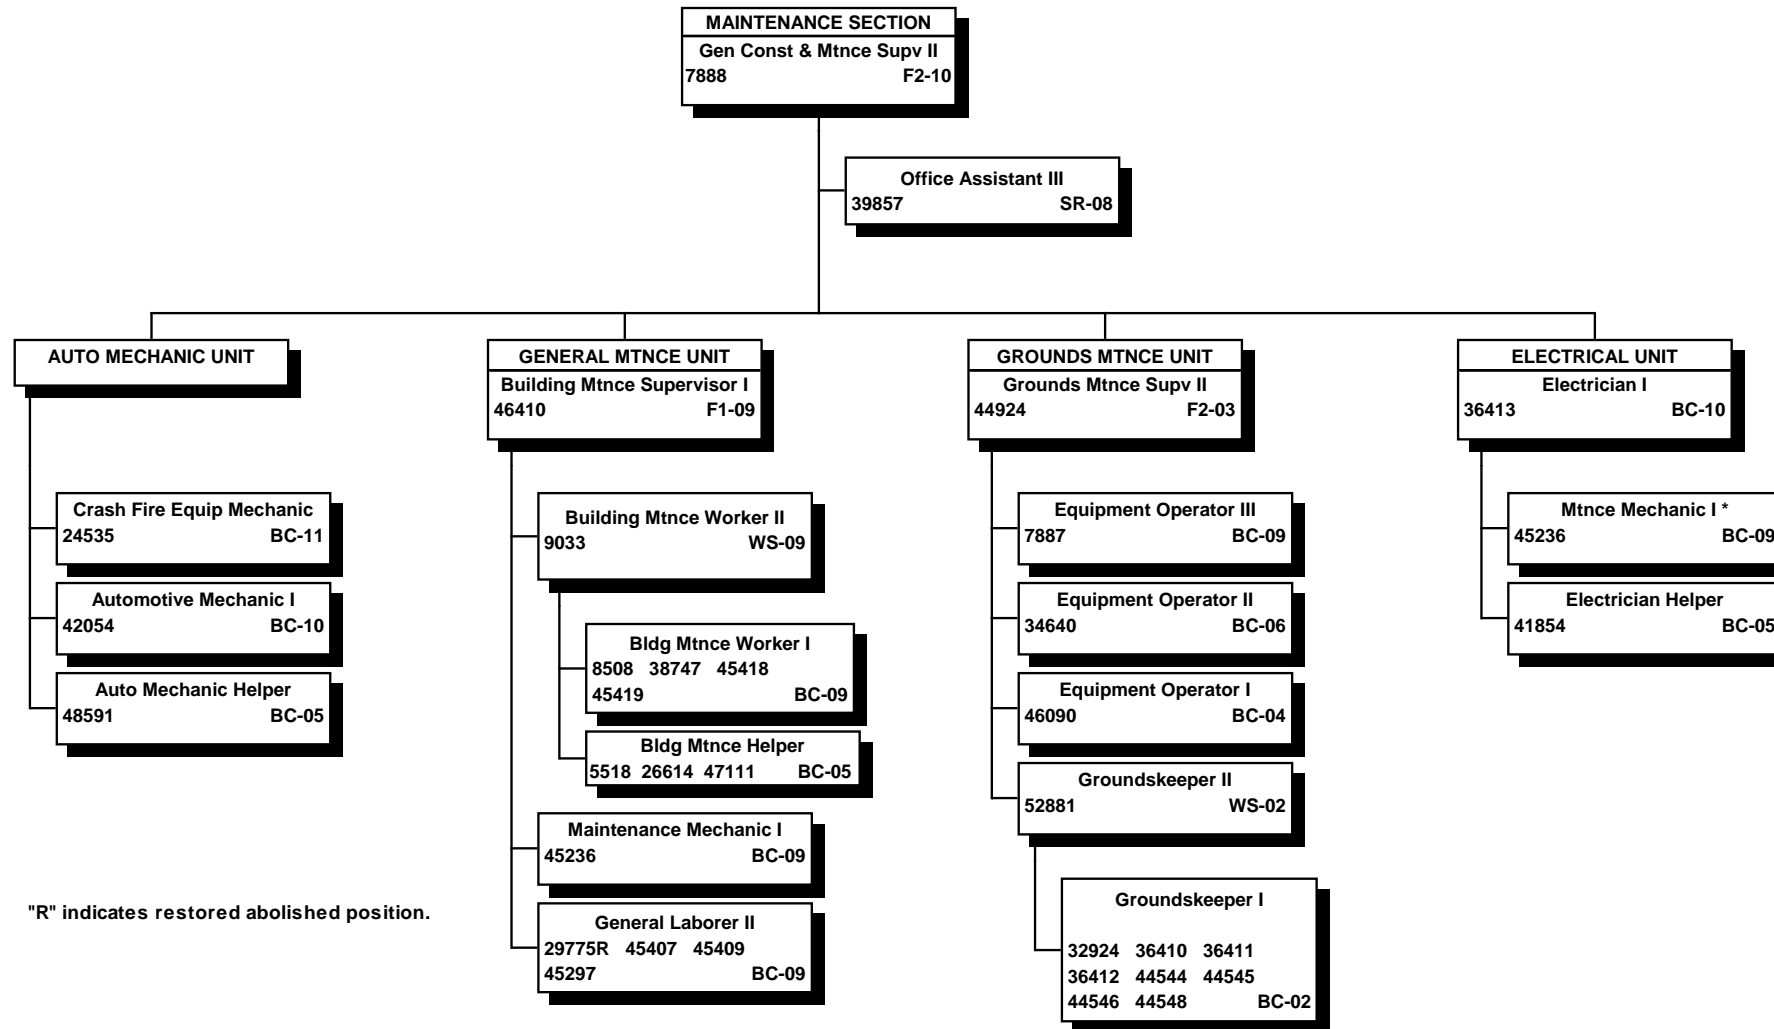 MAINTENANCE SECTION
Gen Const & Mtnce Supv II
7888 F2-10
Office Assistant III
39857 SR-08
AUTO MECHANIC UNIT
Crash Fire Equip Mechanic
24535 BC-11
Automotive Mechanic I
42054 BC-10
Auto Mechanic Helper
48591 BC-05
GENERAL MTNCE UNIT
Building Mtnce Supervisor I
46410 F1-09
Building Mtnce Worker II
9033 WS-09
Bldg Mtnce Worker I
8508 38747 45418
45419 BC-09
Bldg Mtnce Helper
5518 26614 47111 BC-05
Maintenance Mechanic I
45236 BC-09
General Laborer II
29775R 45407 45409
45297 BC-09
GROUNDS MTNCE UNIT
Grounds Mtnce Supv II
44924 F2-03
Equipment Operator III
7887 BC-09
Equipment Operator II
34640 BC-06
Equipment Operator I
46090 BC-04
Groundskeeper II
52881 WS-02
Groundskeeper I
32924 36410 36411
36412 44544 44545
44546 44548 BC-02
ELECTRICAL UNIT
Electrician I
36413 BC-10
Mtnce Mechanic I *
45236 BC-09
Electrician Helper
41854 BC-05
"R" indicates restored abolished position.